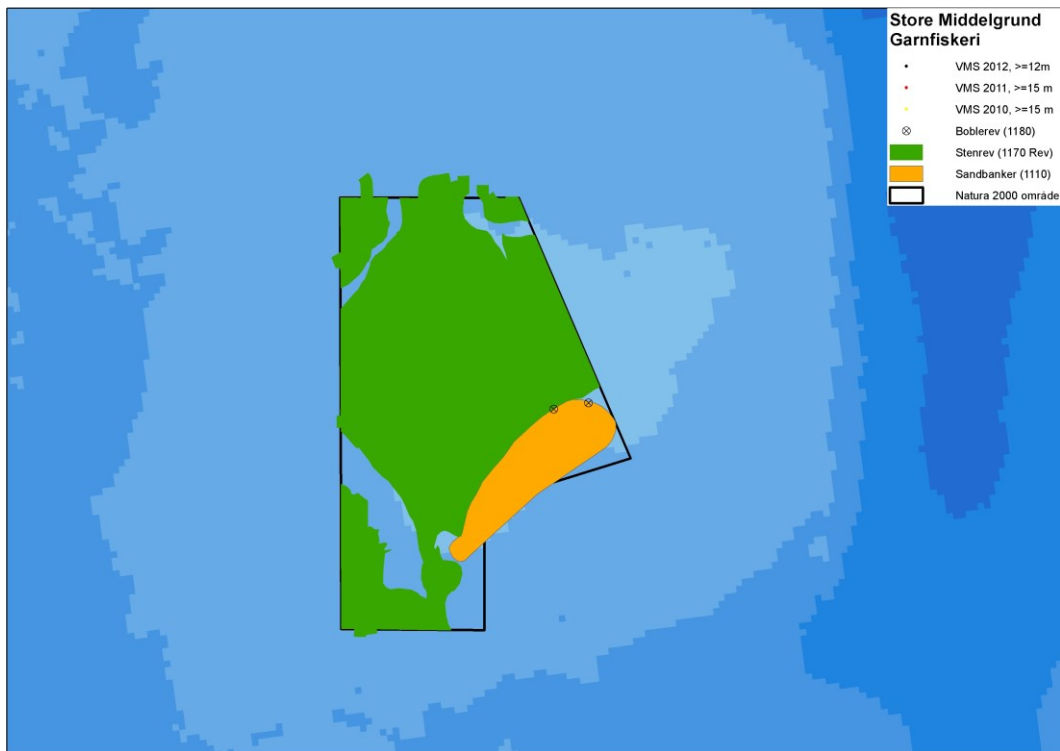 Store Middelgrund
Garnfiskeri
VMS 2012, >=12m
VMS 2011, >=15 m
VMS 2010, >=15 m
Boblerev (1180)
Stenrev (1170 Rev)
Sandbanker (1110)
Natura 2000 område